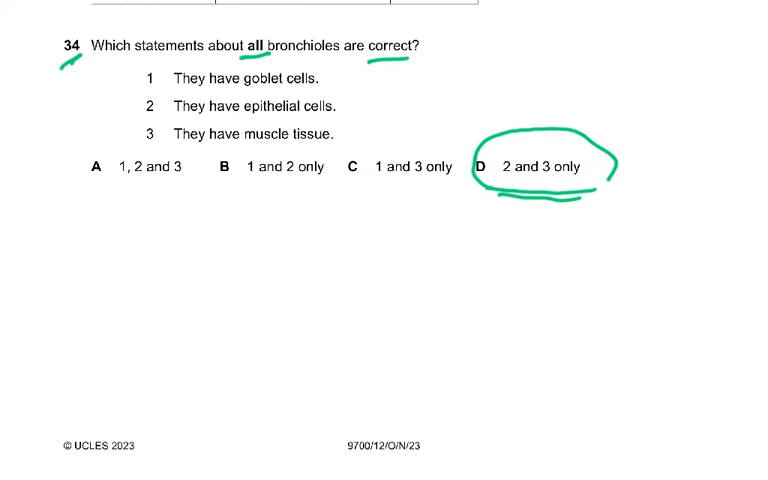 34 Which statements about all bronchioles are correct?
1 They have goblet cells.
2 They have epithelial cells.
3 They have muscle tissue.
A 1, 2 and 3 B 1 and 2 only C 1 and 3 only D 2 and 3 only
© UCLES 2023 9700/12/O/N/23